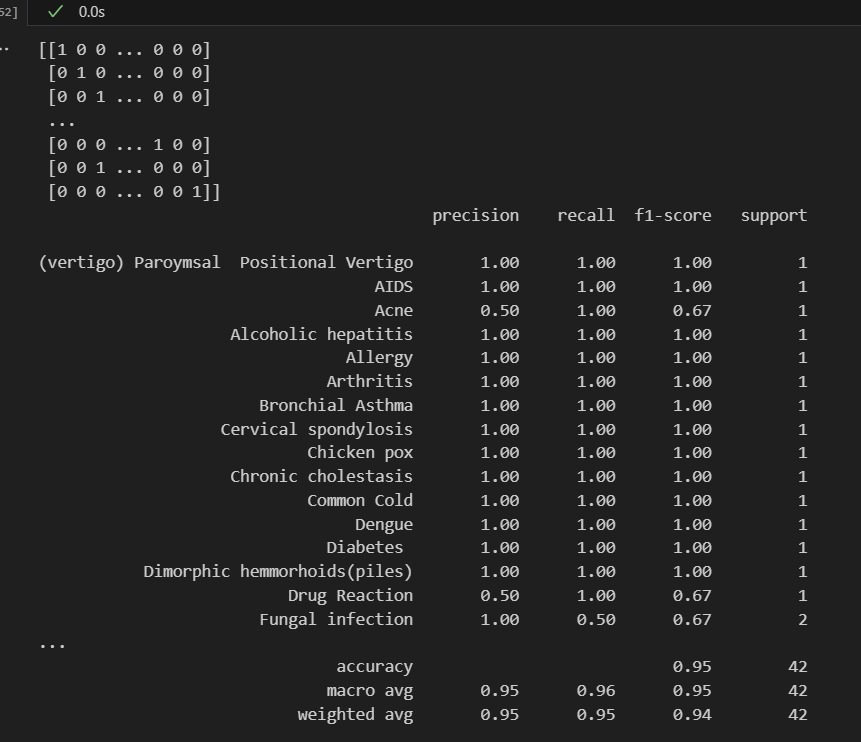 52] ✓ 0.0s
··· [[1 0 0 ... 0 0 0]
[0 1 0 ... 0 0 0]
[0 0 1 ... 0 0 0]
...
[0 0 0 ... 1 0 0]
[0 0 1 ... 0 0 0]
[0 0 0 ... 0 0 1]]
precision recall f1-score support
(vertigo) Paroymsal  Positional Vertigo 1.00 1.00 1.00 1
AIDS 1.00 1.00 1.00 1
Acne 0.50 1.00 0.67 1
Alcoholic hepatitis 1.00 1.00 1.00 1
Allergy 1.00 1.00 1.00 1
Arthritis 1.00 1.00 1.00 1
Bronchial Asthma 1.00 1.00 1.00 1
Cervical spondylosis 1.00 1.00 1.00 1
Chicken pox 1.00 1.00 1.00 1
Chronic cholestasis 1.00 1.00 1.00 1
Common Cold 1.00 1.00 1.00 1
Dengue 1.00 1.00 1.00 1
Diabetes 1.00 1.00 1.00 1
Dimorphic hemmorhoids(piles) 1.00 1.00 1.00 1
Drug Reaction 0.50 1.00 0.67 1
Fungal infection 1.00 0.50 0.67 2
...
accuracy 0.95 42
macro avg 0.95 0.96 0.95 42
weighted avg 0.95 0.95 0.94 42